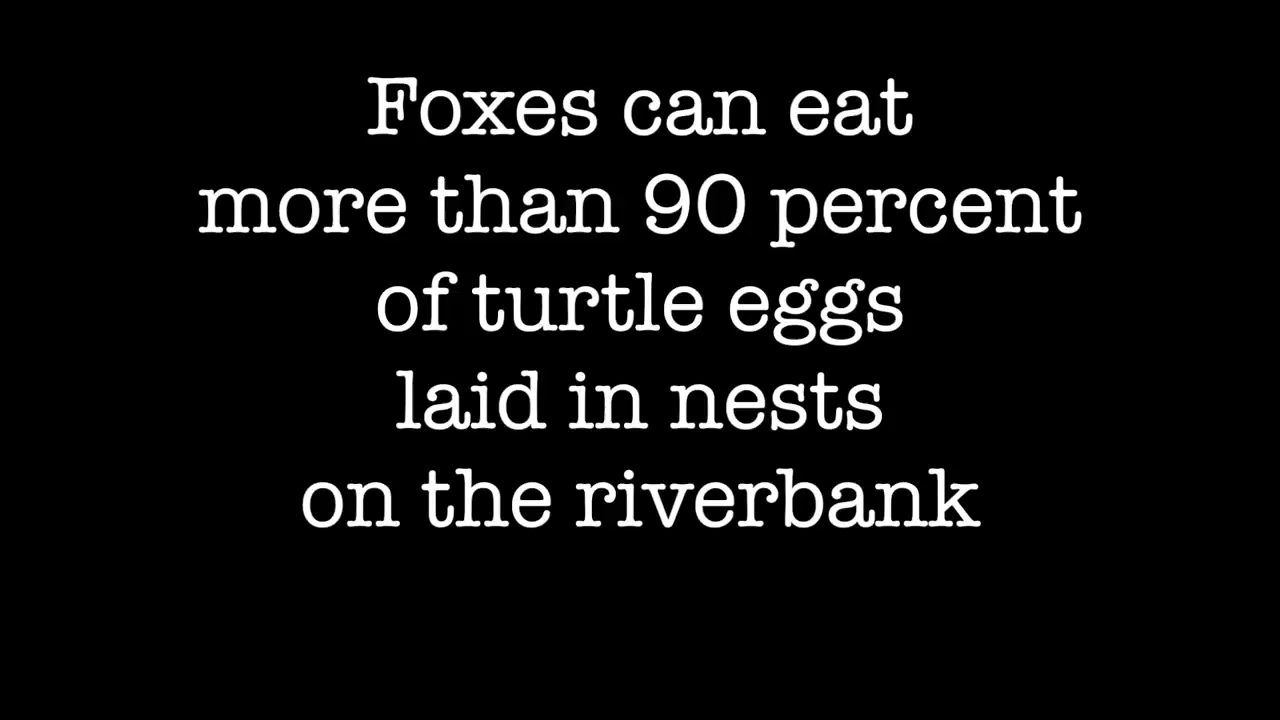 Foxes can eat
more than 90 percent
of turtle eggs
laid in nests
on the riverbank